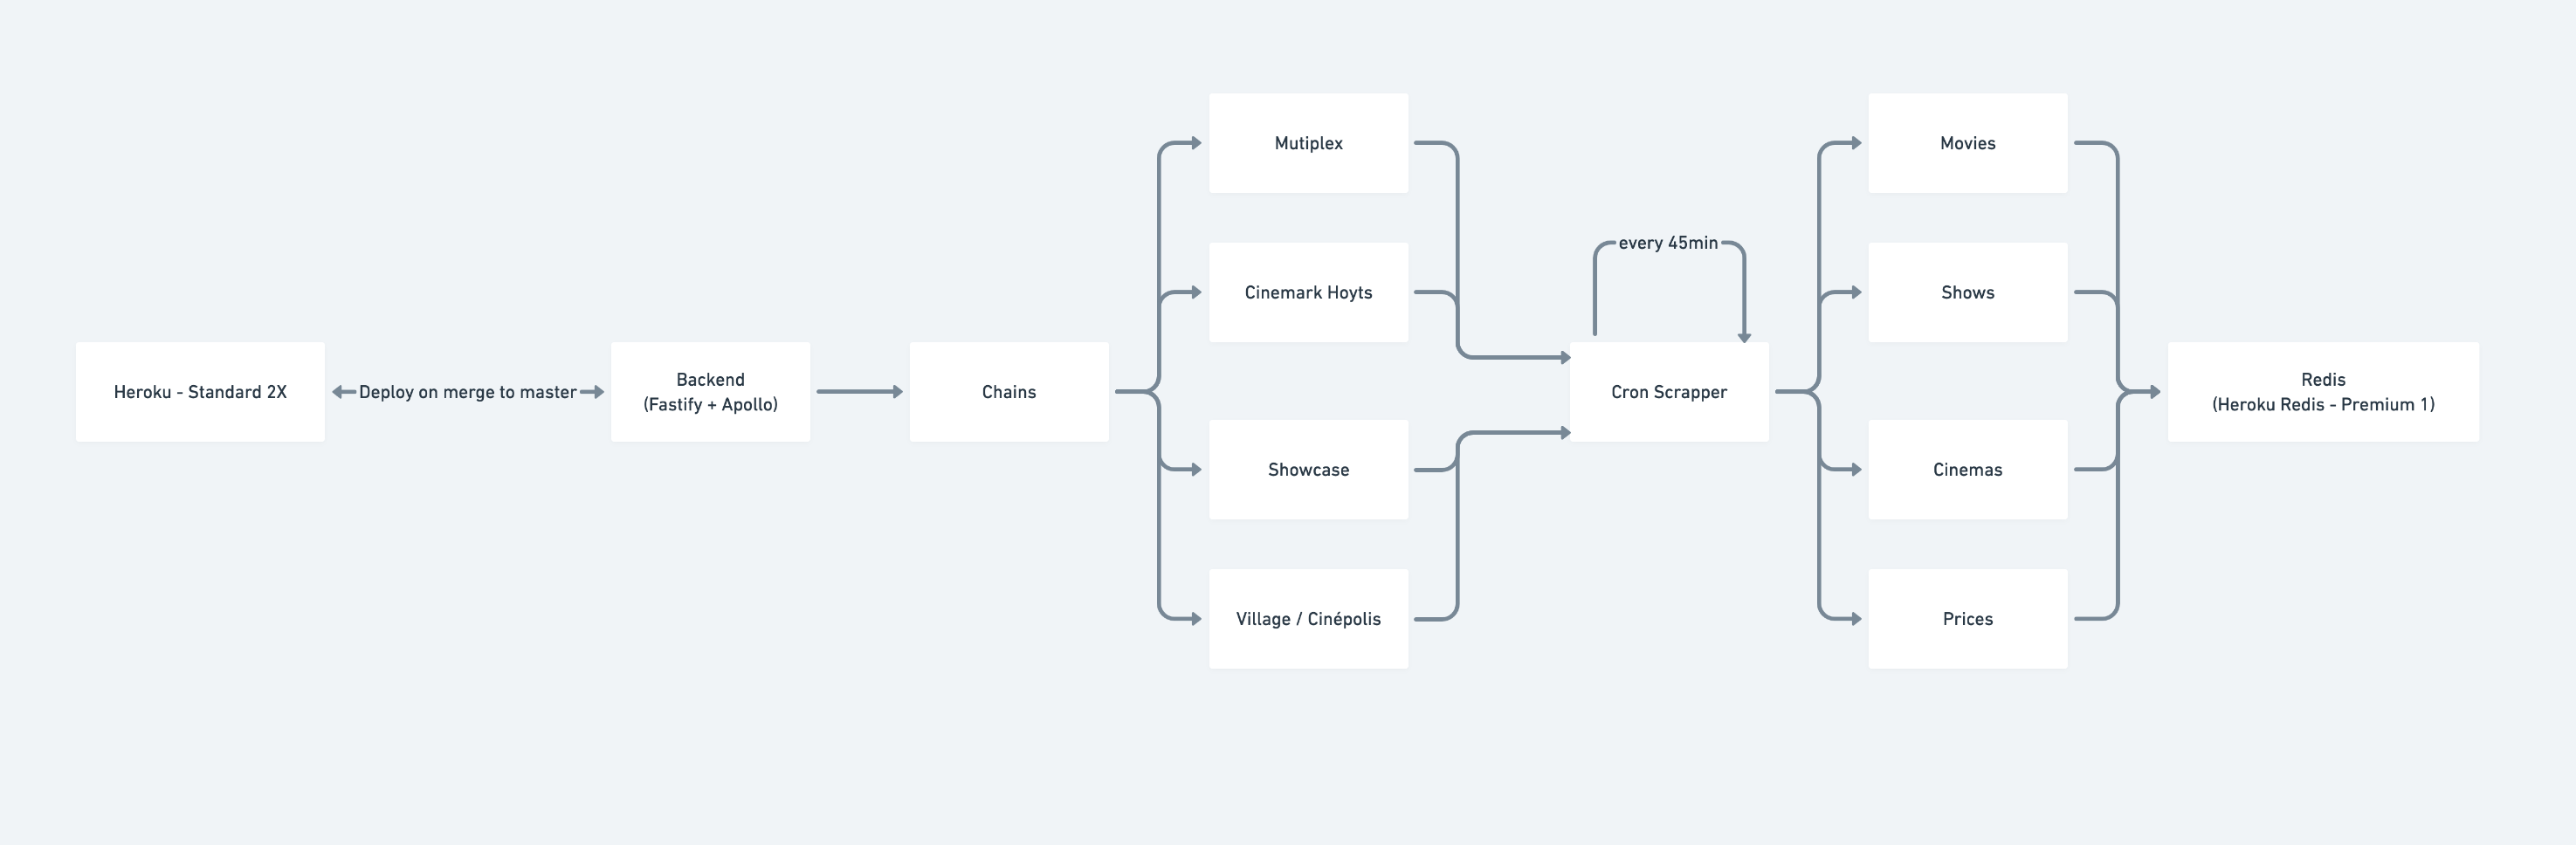 Heroku - Standard 2X
Deploy on merge to master
Backend
(Fastify + Apollo)
Chains
Mutiplex
Cinemark Hoyts
Showcase
Village / Cinépolis
every 45min
Cron Scrapper
Movies
Shows
Cinemas
Prices
Redis
(Heroku Redis - Premium 1)